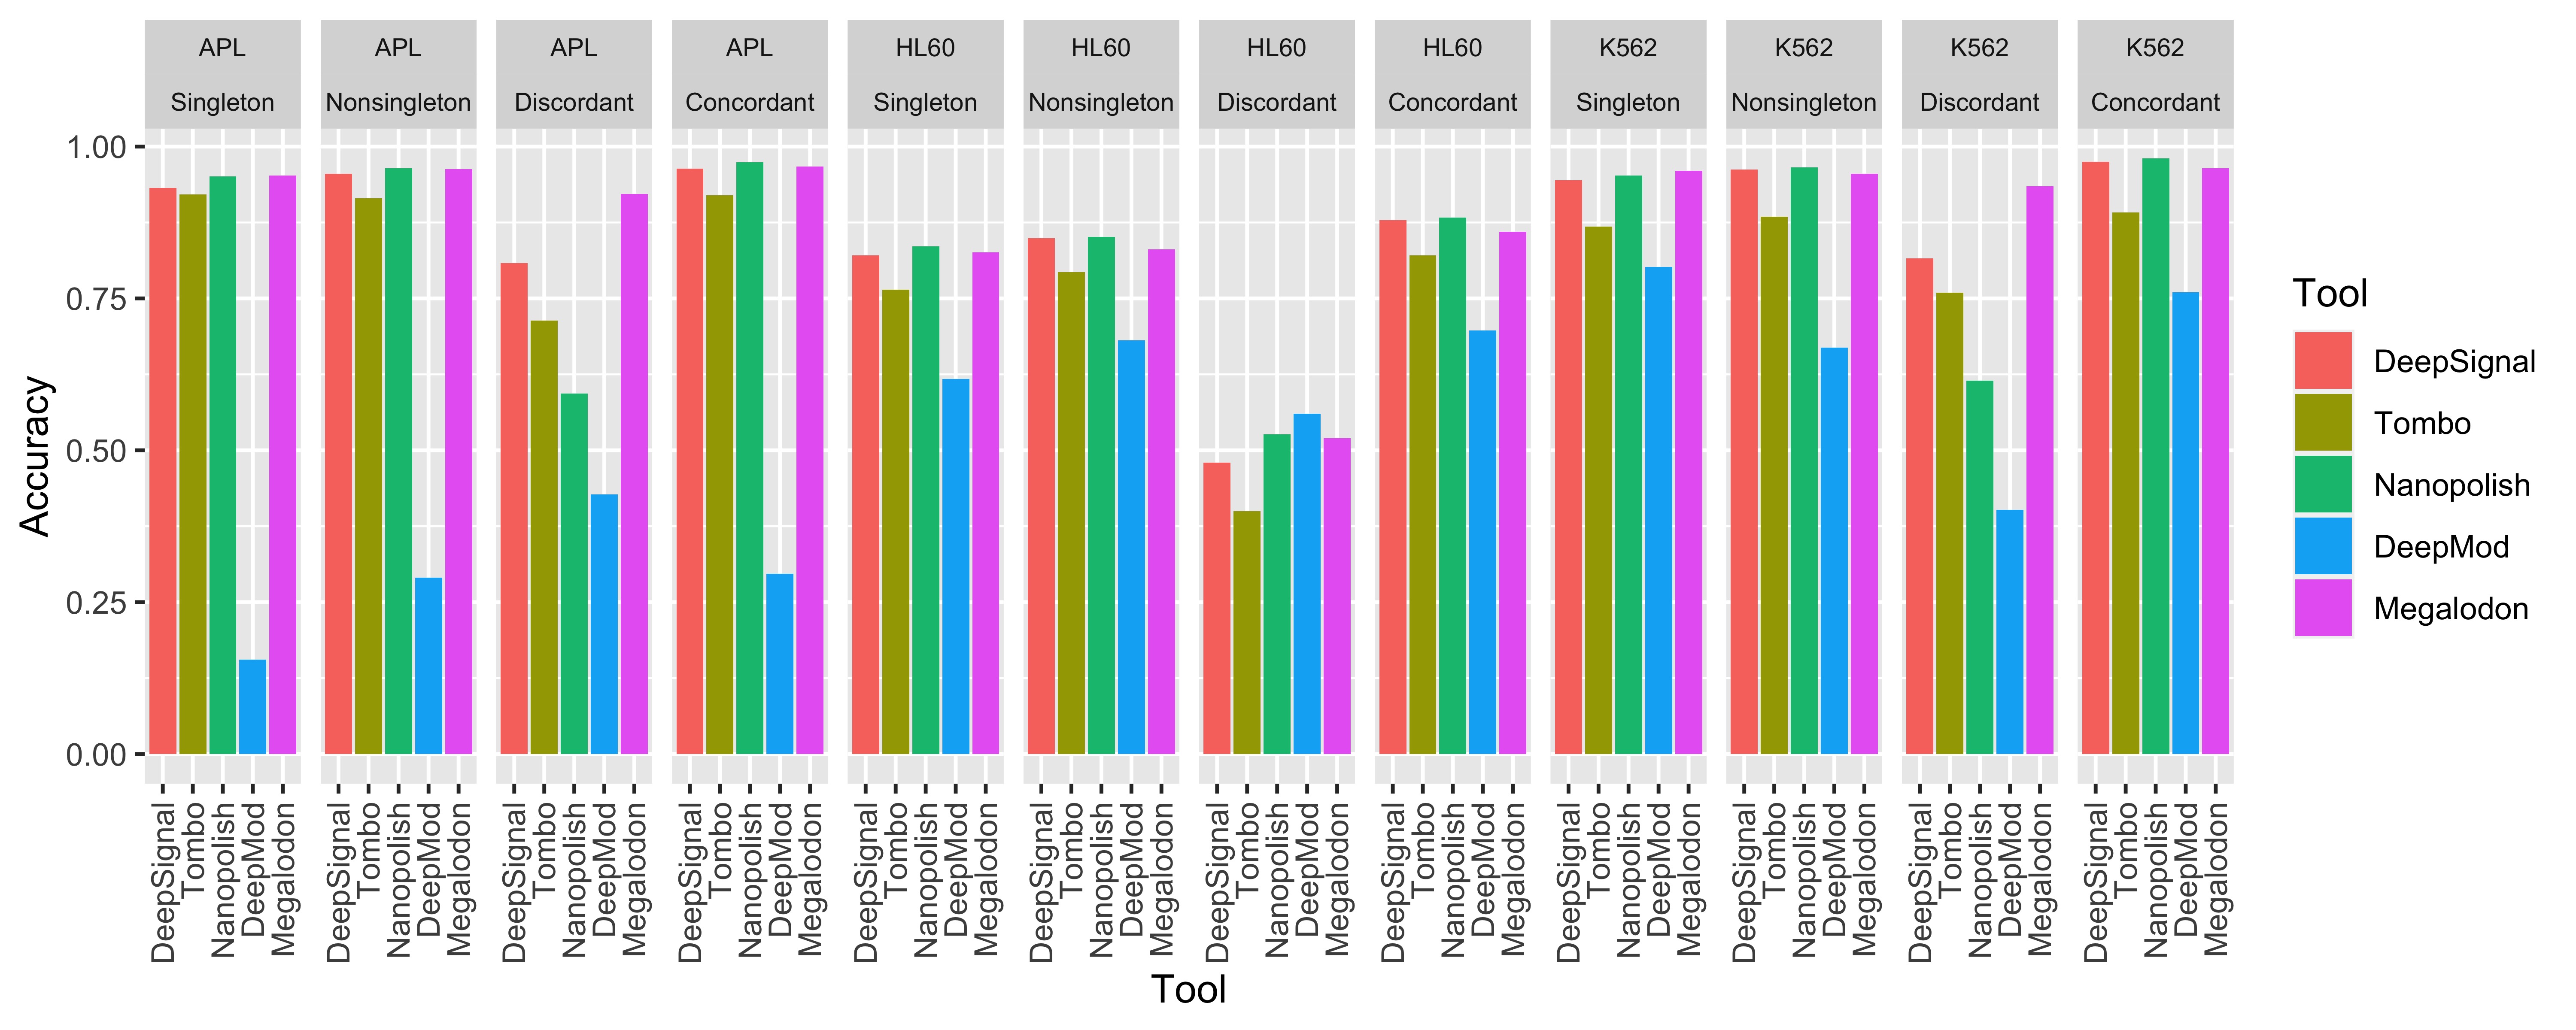 APL APL APL APL HL60 HL60 HL60 HL60 K562 K562 K562 K562
Singleton Nonsingleton Discordant Concordant Singleton Nonsingleton Discordant Concordant Singleton Nonsingleton Discordant Concordant
1.00
0.75
0.50
0.25
0.00
Accuracy
DeepSignal Tombo Nanopolish DeepMod Megalodon DeepSignal Tombo Nanopolish DeepMod Megalodon DeepSignal Tombo Nanopolish DeepMod Megalodon DeepSignal Tombo Nanopolish DeepMod Megalodon DeepSignal Tombo Nanopolish DeepMod Megalodon DeepSignal Tombo Nanopolish DeepMod Megalodon DeepSignal Tombo Nanopolish DeepMod Megalodon DeepSignal Tombo Nanopolish DeepMod Megalodon DeepSignal Tombo Nanopolish DeepMod Megalodon DeepSignal Tombo Nanopolish DeepMod Megalodon DeepSignal Tombo Nanopolish DeepMod Megalodon DeepSignal Tombo Nanopolish DeepMod Megalodon
Tool
Tool
DeepSignal
Tombo
Nanopolish
DeepMod
Megalodon